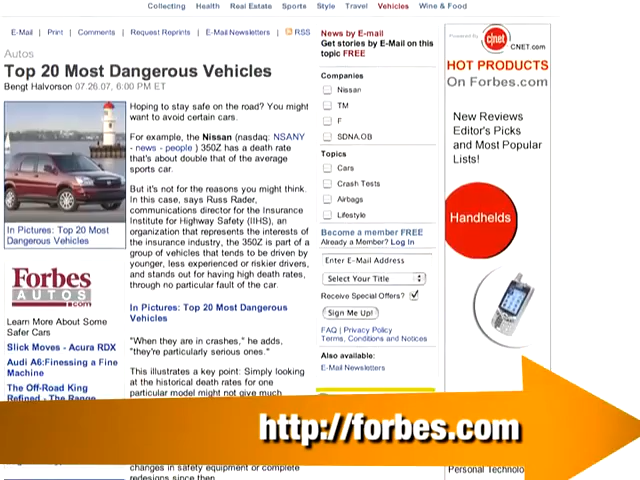 Collecting Health Real Estate Sports Style Travel Vehicles Wine & Food
E-Mail | Print | Comments | Request Reprints | E-Mail Newsletters | RSS
Autos
Top 20 Most Dangerous Vehicles
Bengt Halvorson 07.26.07, 6:00 PM ET
In Pictures: Top 20 Most
Dangerous Vehicles
Forbes
AUTOS
.com
Learn More About Some
Safer Cars
Slick Moves - Acura RDX
Audi A6:Finessing a Fine
Machine
The Off-Road King
Refined - The Range
Hoping to stay safe on the road? You might
want to avoid certain cars.
For example, the Nissan (nasdaq: NSANY
- news - people ) 350Z has a death rate
that's about double that of the average
sports car.
But it's not for the reasons you might think.
In this case, says Russ Rader,
communications director for the Insurance
Institute for Highway Safety (IIHS), an
organization that represents the interests of
the insurance industry, the 350Z is part of a
group of vehicles that tends to be driven by
younger, less experienced or riskier drivers,
and stands out for having high death rates,
through no particular fault of the car.
In Pictures: Top 20 Most Dangerous
Vehicles
"When they are in crashes," he adds,
"they're particularly serious ones."
This illustrates a key point: Simply looking
at the historical death rates for one
particular model might not give much
changes in safety equipment or complete
redesigns since then
News by E-mail
Get stories by E-Mail on this
topic FREE
Companies
Nissan
TM
F
SDNA.OB
Topics
Cars
Crash Tests
Airbags
Lifestyle
Become a member FREE
Already a Member? Log In
Enter E-Mail Address
Select Your Title
Receive Special Offers?
Sign Me Up!
FAQ | Privacy Policy
Terms, Conditions and Notices
Also available:
E-Mail Newsletters
Powered By
c|net
CNET.com
HOT PRODUCTS
On Forbes.com
New Reviews
Editor's Picks
and Most Popular
Lists!
Handhelds
http://forbes.com
Personal Technolo